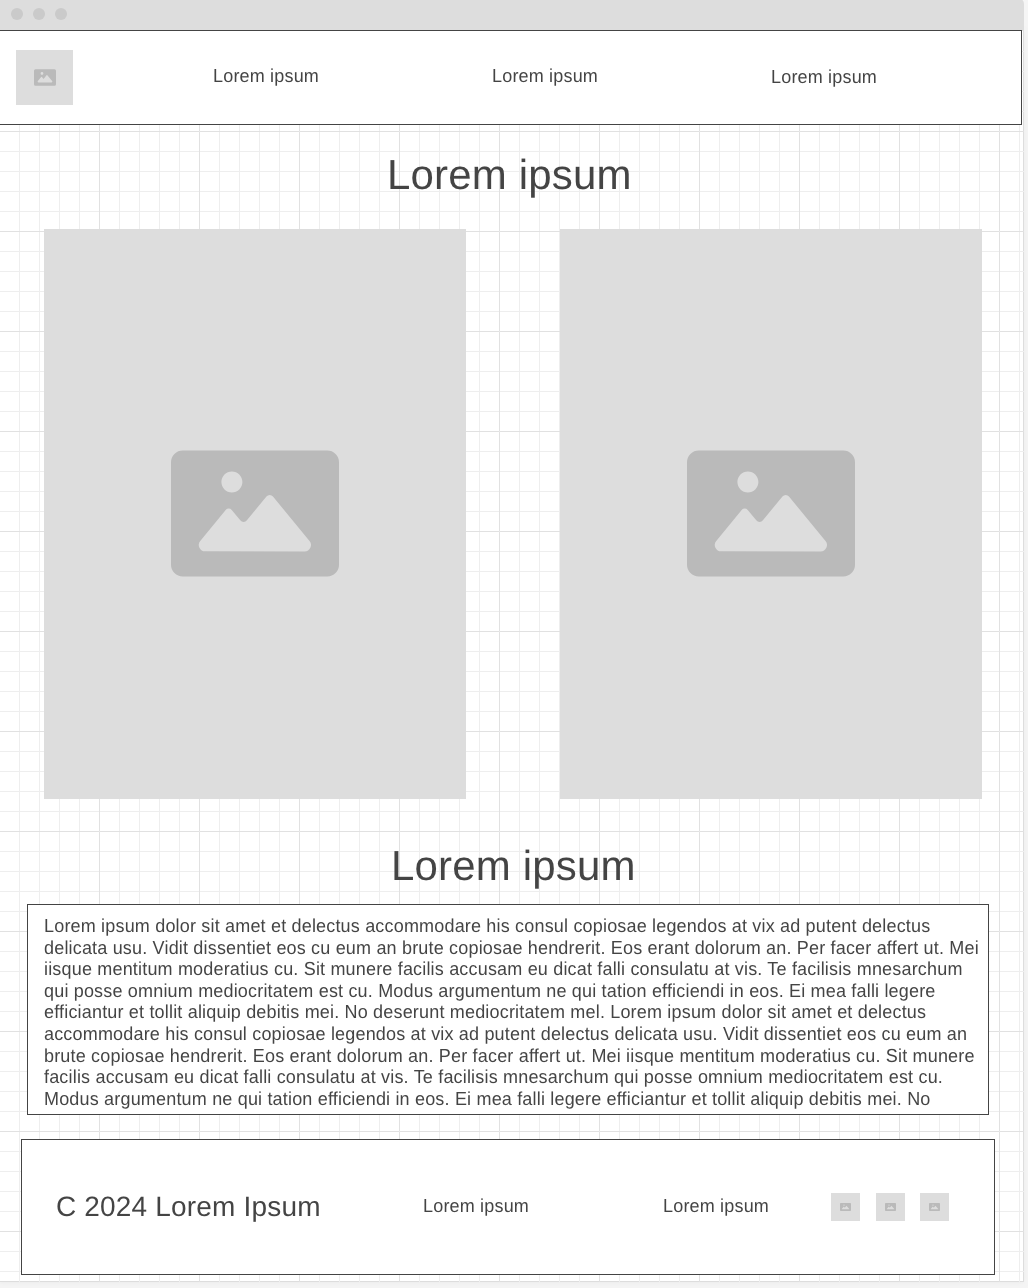 Lorem ipsum
Lorem ipsum
Lorem ipsum
Lorem ipsum
Lorem ipsum
Lorem ipsum dolor sit amet et delectus accommodare his consul copiosae legendos at vix ad putent delectus
delicata usu. Vidit dissentiet eos cu eum an brute copiosae hendrerit. Eos erant dolorum an. Per facer affert ut. Mei
iisque mentitum moderatius cu. Sit munere facilis accusam eu dicat falli consulatu at vis. Te facilisis mnesarchum
qui posse omnium mediocritatem est cu. Modus argumentum ne qui tation efficiendi in eos. Ei mea falli legere
efficiantur et tollit aliquip debitis mei. No deserunt mediocritatem mel. Lorem ipsum dolor sit amet et delectus
accommodare his consul copiosae legendos at vix ad putent delectus delicata usu. Vidit dissentiet eos cu eum an
brute copiosae hendrerit. Eos erant dolorum an. Per facer affert ut. Mei iisque mentitum moderatius cu. Sit munere
facilis accusam eu dicat falli consulatu at vis. Te facilisis mnesarchum qui posse omnium mediocritatem est cu.
Modus argumentum ne qui tation efficiendi in eos. Ei mea falli legere efficiantur et tollit aliquip debitis mei. No
C 2024 Lorem Ipsum
Lorem ipsum
Lorem ipsum